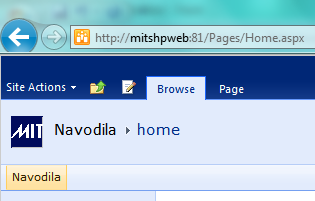 http://mitshpweb:81/Pages/Home.aspx
Site Actions Browse Page
MIT Navodila home
Navodila